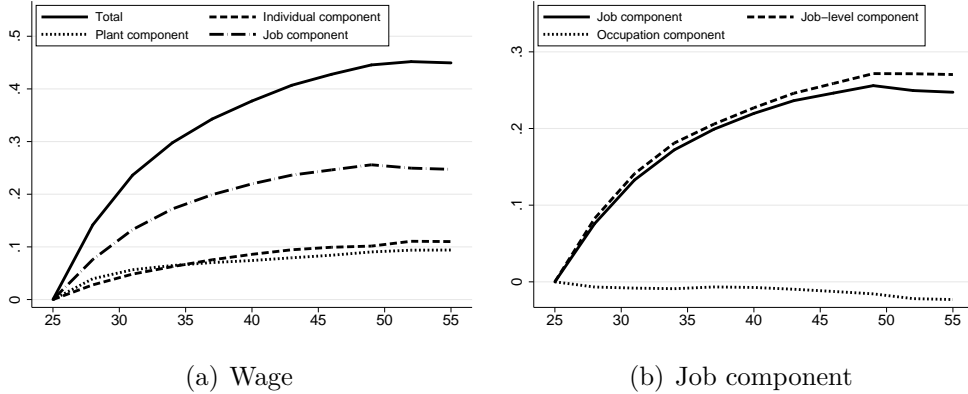 Total Individual component
Plant component Job component
.5
.4
.3
.2
.1
0
25 30 35 40 45 50 55
(a) Wage
Job component Job-level component
Occupation component
.3
.2
.1
0
25 30 35 40 45 50 55
(b) Job component